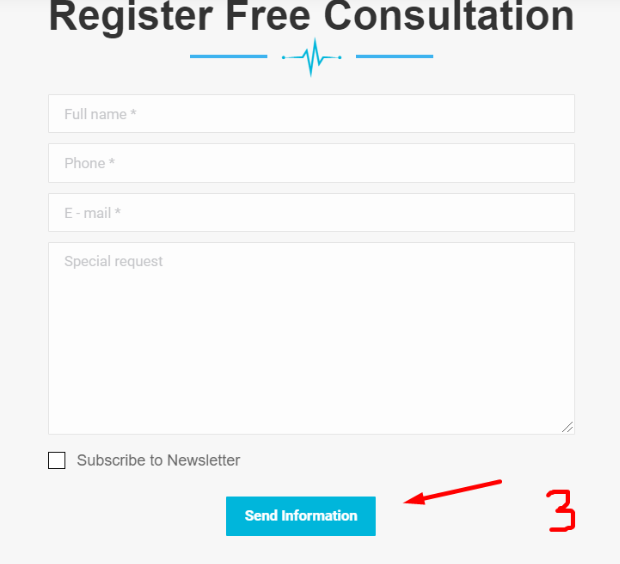 Register Free Consultation
Full name *
Phone *
E - mail *
Special request
Subscribe to Newsletter
Send Information
3